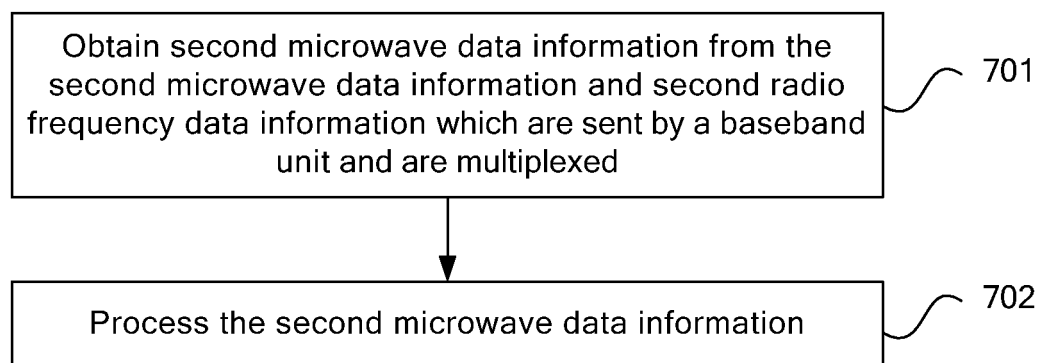 Obtain second microwave data information from the
second microwave data information and second radio
frequency data information which are sent by a baseband
unit and are multiplexed
701
Process the second microwave data information
702